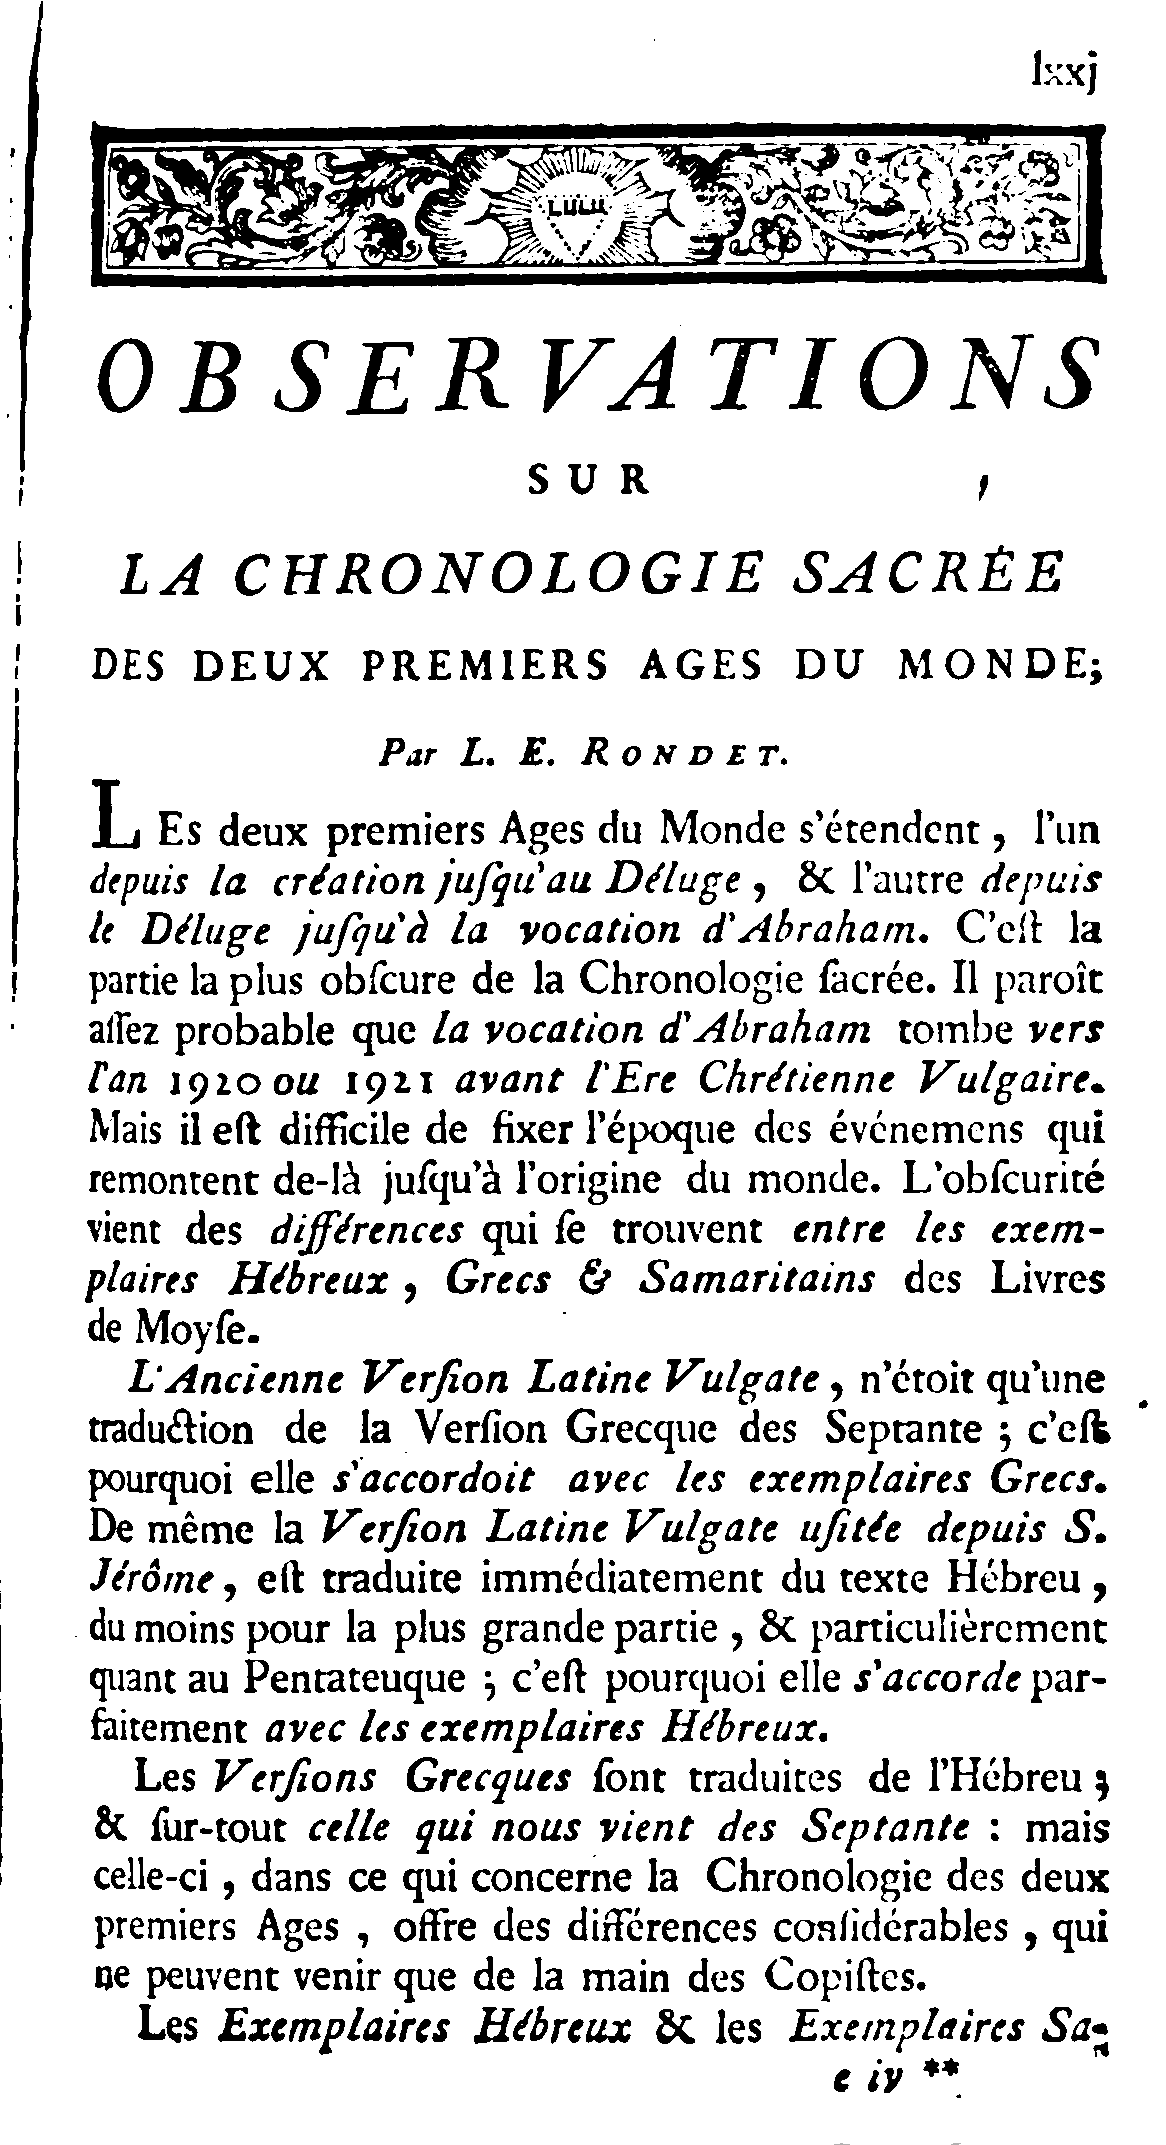 lxxj
OBSERVATIONS
SUR
LA CHRONOLOGIE SACRÉE
DES DEUX PREMIERS AGES DU MONDE;
Par L. E. RONDET.
LEs deux premiers Ages du Monde s'étendent, l'un
depuis la création juſqu'au Déluge, & l'autre depuis
le Déluge juſqu'à la vocation d'Abraham. C'eſt la
partie la plus obſcure de la Chronologie ſacrée. Il paroît
aſſez probable que la vocation d'Abraham tombe vers
l'an 1920 ou 1921 avant l'Ere Chrétienne Vulgaire.
Mais il eſt difficile de fixer l'époque des événemens qui
remontent de-là juſqu'à l'origine du monde. L'obſcurité
vient des différences qui ſe trouvent entre les exem-
plaires Hébreux, Grecs & Samaritains des Livres
de Moyſe.
L'Ancienne Verſion Latine Vulgate, n'étoit qu'une
traduction de la Verſion Grecque des Septante ; c'eſt
pourquoi elle s'accordoit avec les exemplaires Grecs.
De même la Verſion Latine Vulgate uſitée depuis S.
Jérôme, eſt traduite immédiatement du texte Hébreu,
du moins pour la plus grande partie, & particulièrement
quant au Pentateuque ; c'eſt pourquoi elle s'accorde par-
faitement avec les exemplaires Hébreux.
Les Verſions Grecques ſont traduites de l'Hébreu ;
& ſur-tout celle qui nous vient des Septante : mais
celle-ci, dans ce qui concerne la Chronologie des deux
premiers Ages, offre des différences conſidérables, qui
ne peuvent venir que de la main des Copiſtes.
Les Exemplaires Hébreux & les Exemplaires Sa-
e iv **